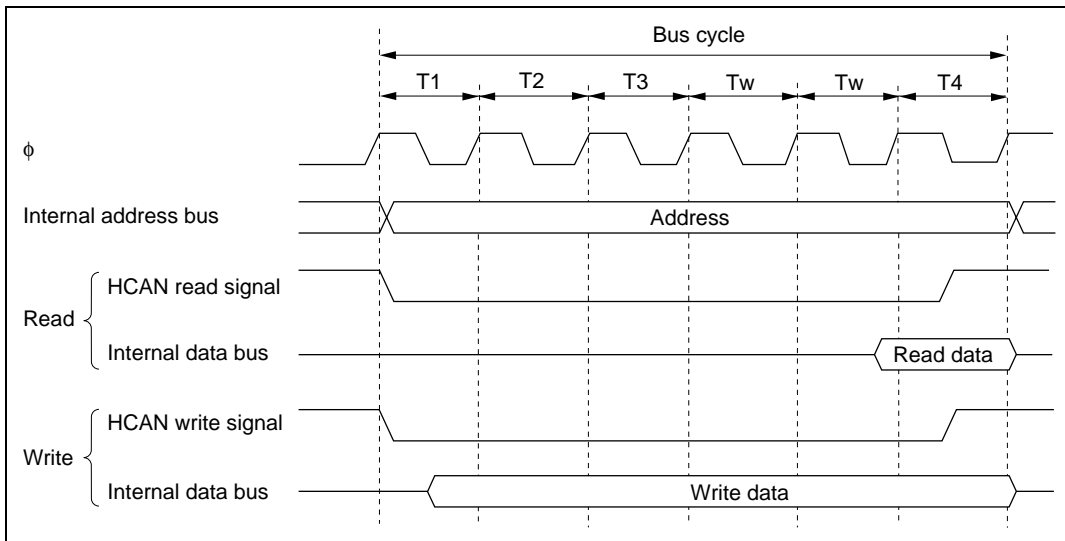 Bus cycle
T1 T2 T3 Tw Tw T4
ϕ
Internal address bus Address
HCAN read signal
Read
Internal data bus Read data
HCAN write signal
Write
Internal data bus Write data